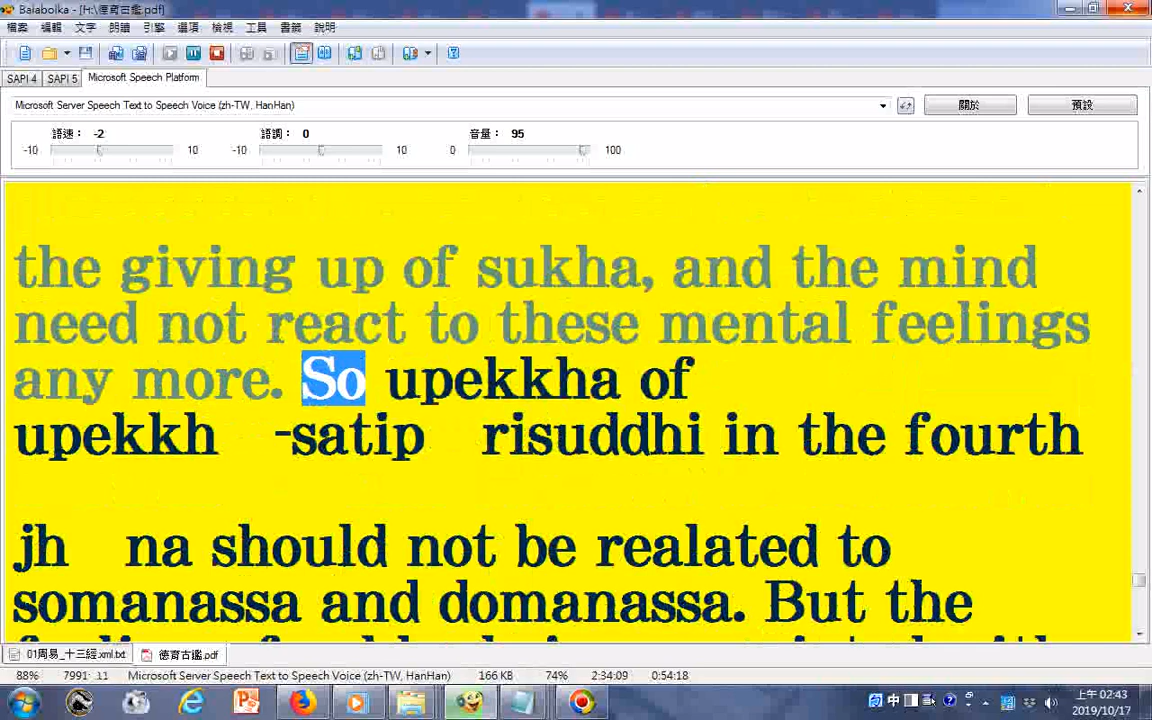 Balabolka - [H:\德育古鑑.pdf]
檔案 編輯 文字 朗讀 引擎 選項 檢視 工具 書籤 說明
SAPI 4 SAPI 5 Microsoft Speech Platform
Microsoft Server Speech Text to Speech Voice (zh-TW, HanHan) 關於 預設
語速: -2 語調: 0 音量: 95
-10 10 -10 10 0 100
the giving up of sukha, and the mind
need not react to these mental feelings
any more. So upekkha of
upekkh -satip risuddhi in the fourth
jh na should not be realated to
somanassa and domanassa. But the
01周易_十三經.xml.txt 德育古鑑.pdf
88% 7991: 11 Microsoft Server Speech Text to Speech Voice (zh-TW, HanHan) 166 KB 74% 2:34:09 0:54:18
中
上午 02:43
2019/10/17